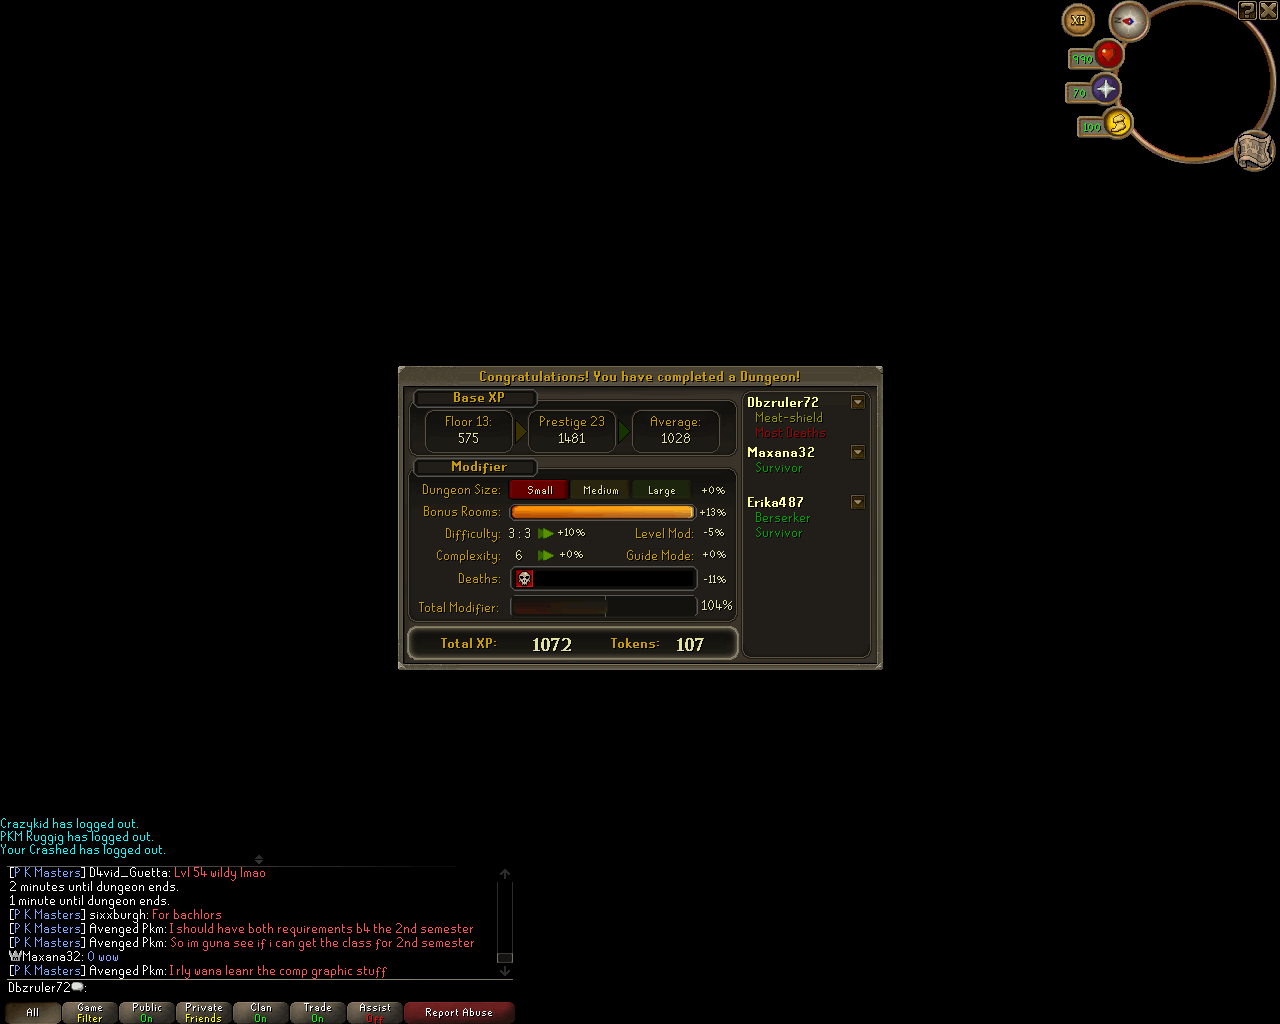 XP
990
70
100
Congratulations! You have completed a Dungeon!
Base XP
Floor 13:
575
Prestige 23
1481
Average:
1028
Modifier
Dungeon Size: Small Medium Large +0%
Bonus Rooms: +13%
Difficulty: 3 : 3 +10% Level Mod: -5%
Complexity: 6 +0% Guide Mode: +0%
Deaths: -11%
Total Modifier: 104%
Total XP: 1072 Tokens: 107
Dbzruler72
Meat-shield
Most Deaths
Maxana32
Survivor
Erika487
Berserker
Survivor
Crazykid has logged out.
PKM Ruggig has logged out.
Your Crashed has logged out.
[P K Masters] D4vid_Guetta: Lvl 54 wildy lmao
2 minutes until dungeon ends.
1 minute until dungeon ends.
[P K Masters] sixxburgh: For bachlors
[P K Masters] Avenged Pkm: I should have both requirements b4 the 2nd semester
[P K Masters] Avenged Pkm: So im guna see if i can get the class for 2nd semester
Maxana32: 0 wow
[P K Masters] Avenged Pkm: I rly wana leanr the comp graphic stuff
Dbzruler72:
All
Game
Filter
Public
On
Private
Friends
Clan
On
Trade
On
Assist
Off
Report Abuse